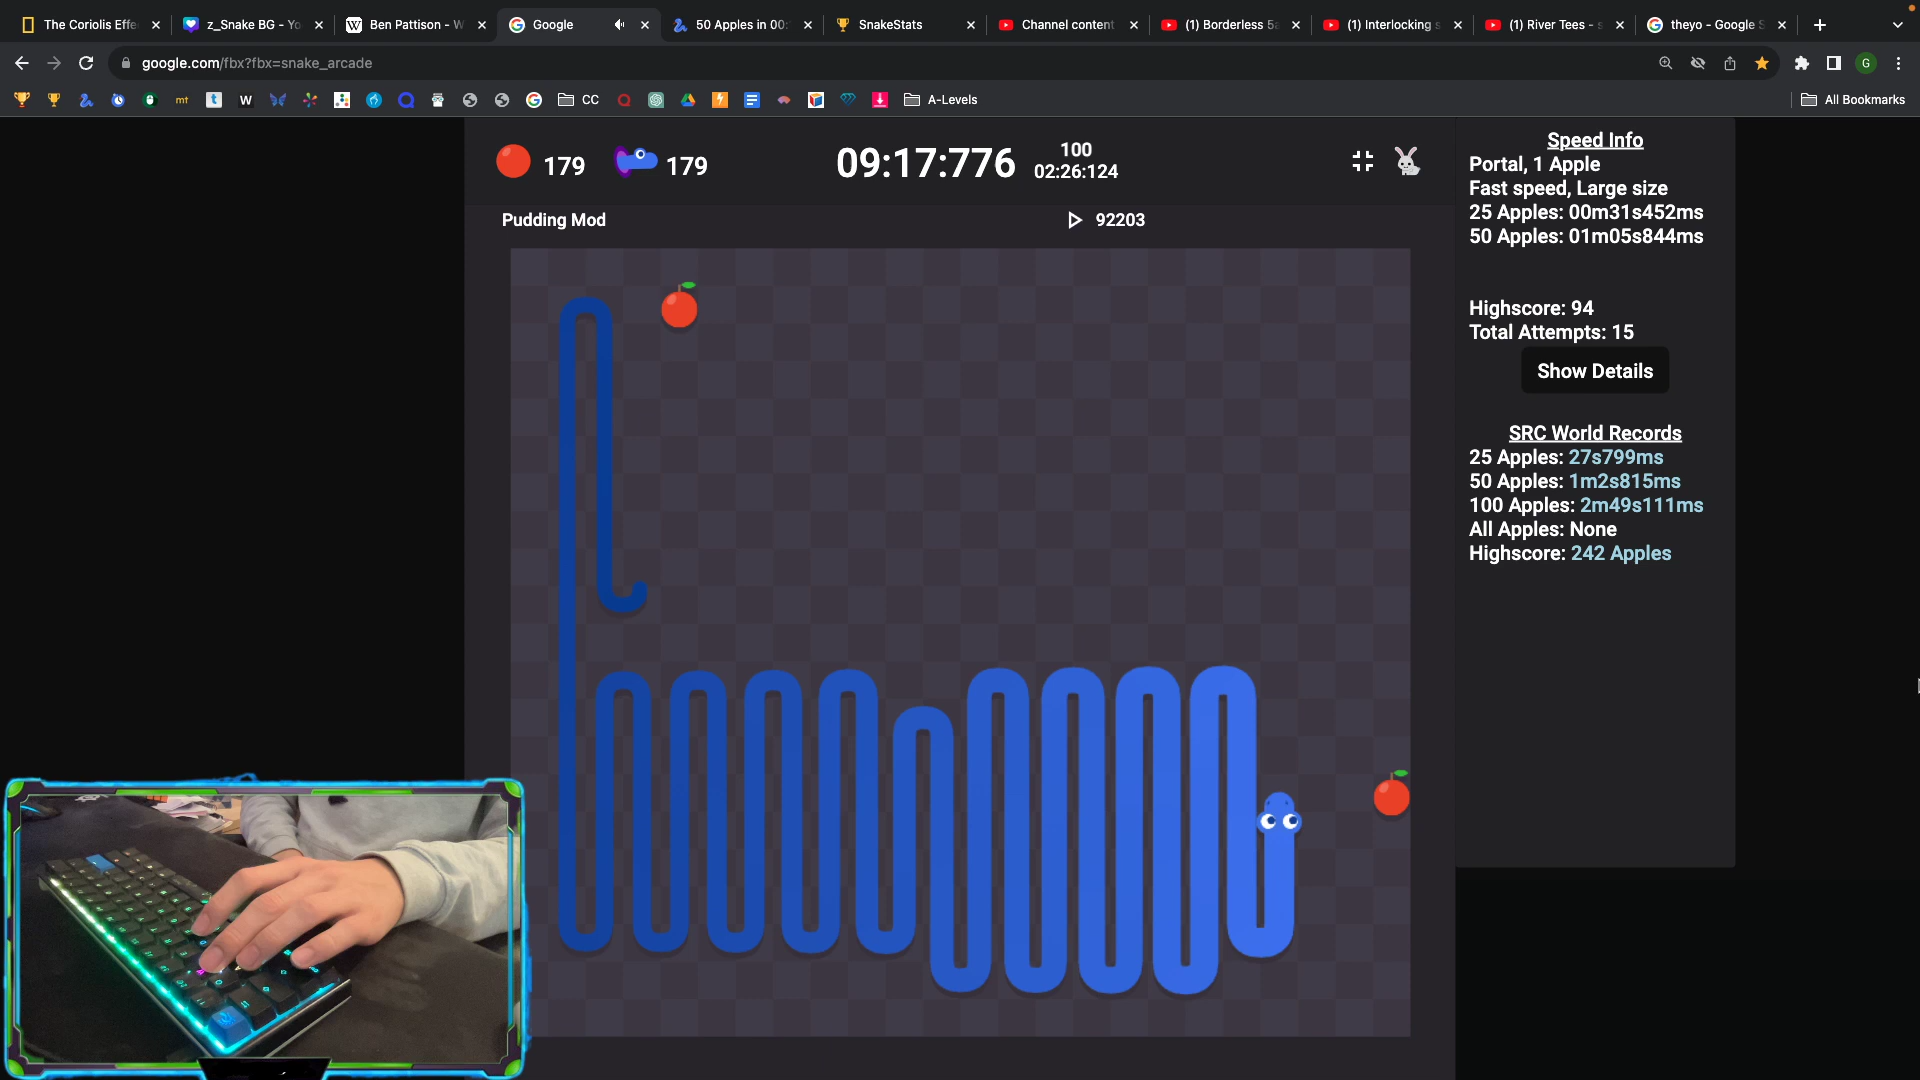 The Coriolis Effe
z_Snake BG - Yo
Ben Pattison - W
Google
50 Apples in 00:
SnakeStats
Channel content
(1) Borderless 5a
(1) Interlocking s
(1) River Tees - s
theyo - Google S
google.com/fbx?fbx=snake_arcade
G
mt
t
W
CC
A-Levels
All Bookmarks
179
179
09:17:776
100
02:26:124
Pudding Mod
92203
Speed Info
Portal, 1 Apple
Fast speed, Large size
25 Apples: 00m31s452ms
50 Apples: 01m05s844ms
Highscore: 94
Total Attempts: 15
Show Details
SRC World Records
25 Apples: 27s799ms
50 Apples: 1m2s815ms
100 Apples: 2m49s111ms
All Apples: None
Highscore: 242 Apples